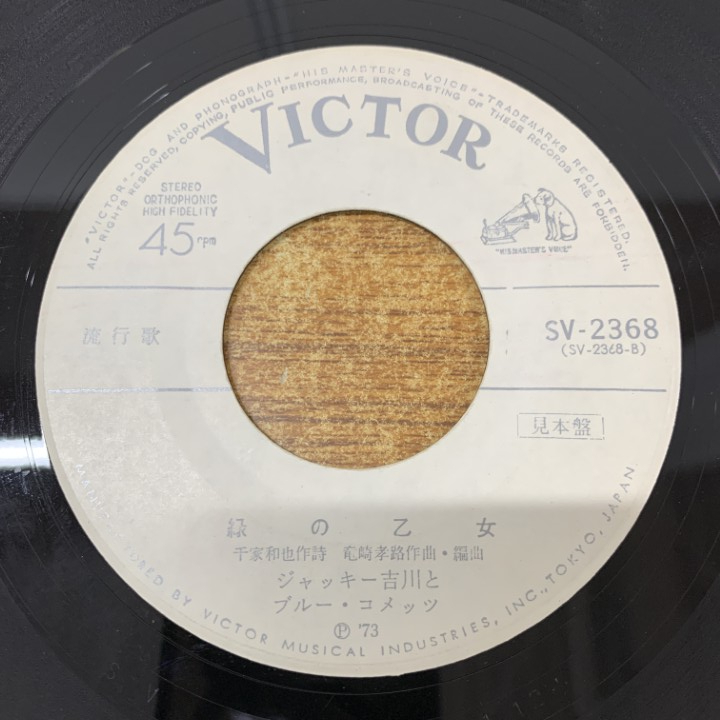 "VICTOR"-DOG AND PHONOGRAPH-"HIS MASTER'S VOICE"-TRADEMARKS REGISTERED.
ALL RIGHTS RESERVED, COPYING, PUBLIC PERFORMANCE, BROADCASTING OF THESE RECORDS ARE FORBIDDEN.
VICTOR
STEREO
ORTHOPHONIC
HIGH FIDELITY
45 rpm
"HIS MASTER'S VOICE"
流行歌
SV-2368
(SV-2368-B)
見本盤
緑の乙女
千家和也作詩 竜崎孝路作曲・編曲
ジャッキー吉川と
ブルー・コメッツ
Ⓟ '73
BY VICTOR MUSICAL INDUSTRIES, INC., TOKYO, JAPAN